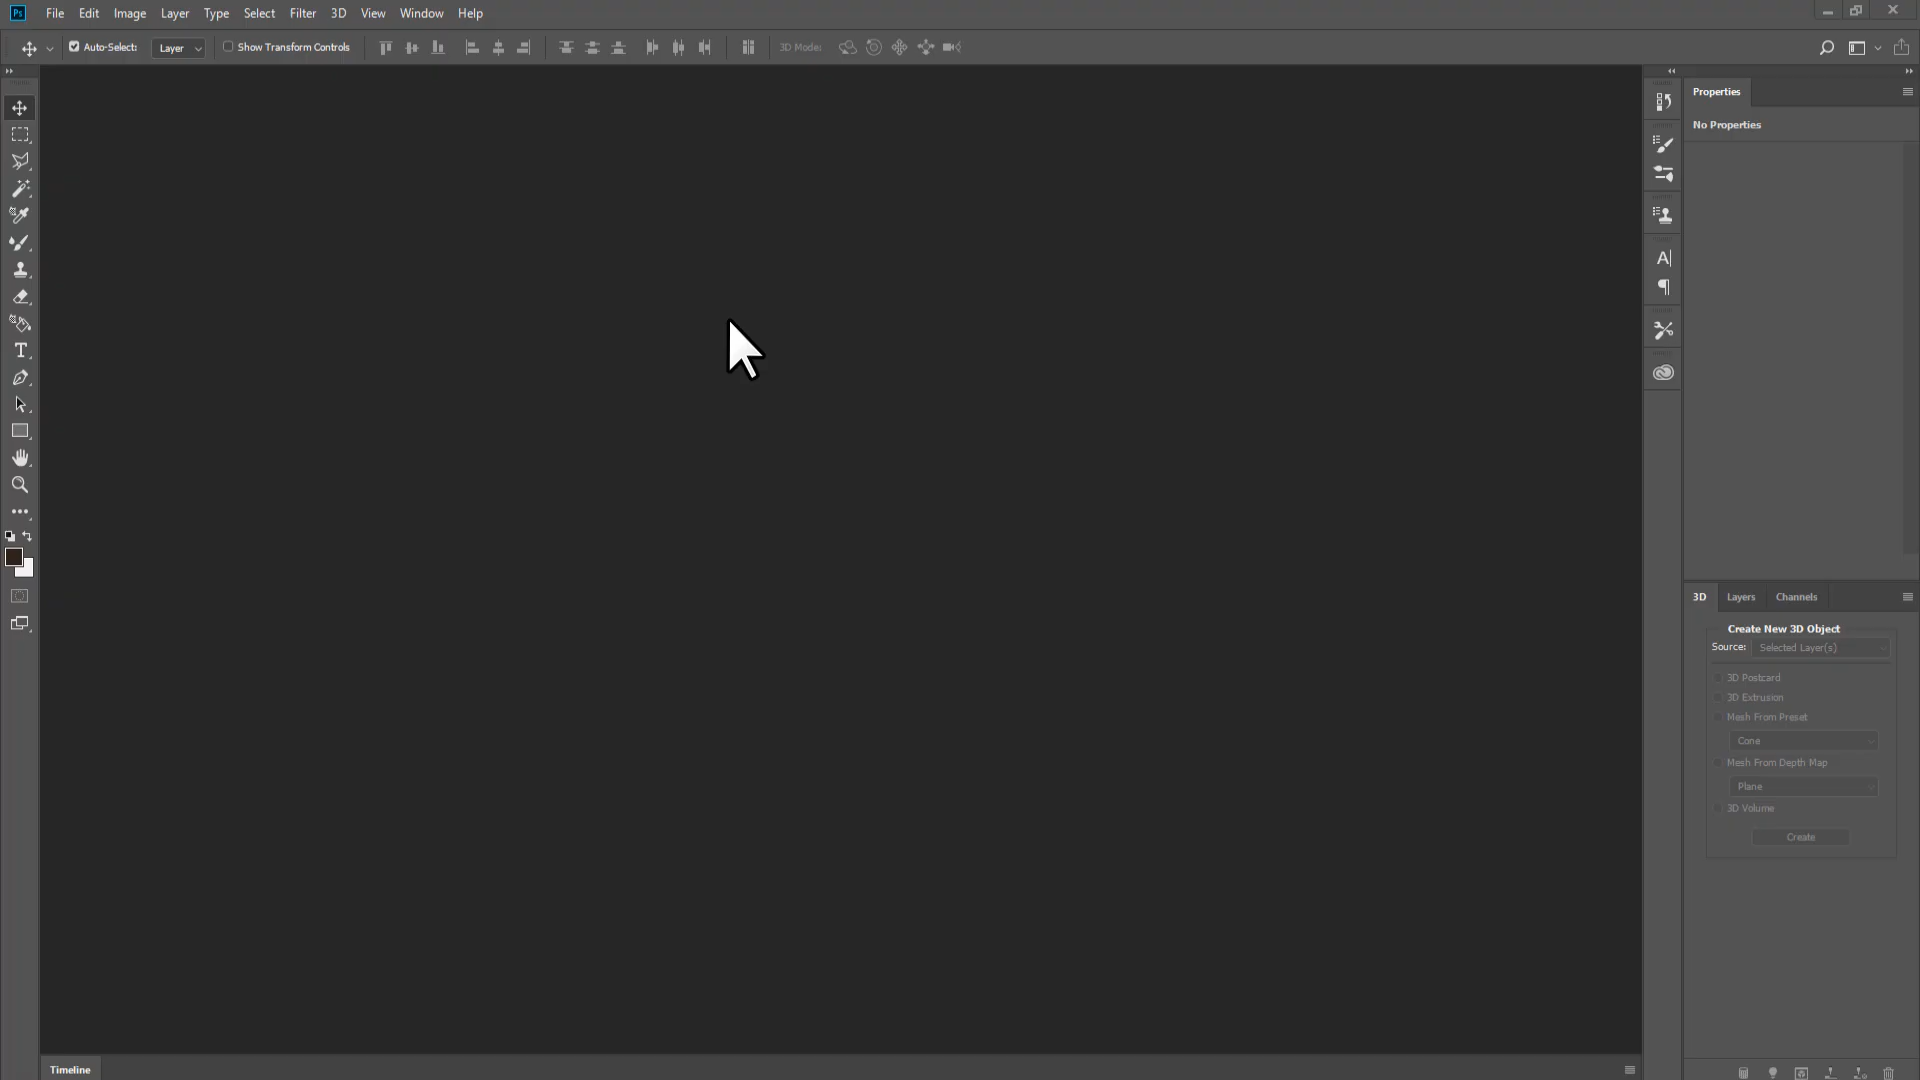 Ps File Edit Image Layer Type Select Filter 3D View Window Help
Auto-Select: Layer Show Transform Controls 3D Mode:
Properties
No Properties
3D Layers Channels
Create New 3D Object
Source: Selected Layer(s)
3D Postcard
3D Extrusion
Mesh From Preset
Cone
Mesh From Depth Map
Plane
3D Volume
Create
Timeline